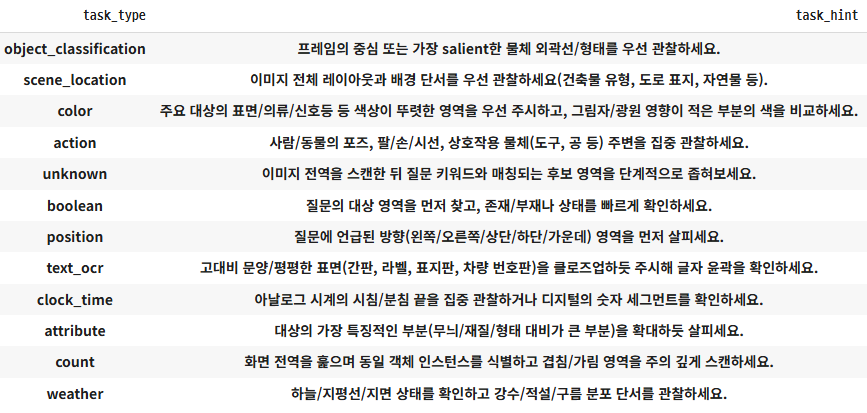 task_type task_hint
object_classification 프레임의 중심 또는 가장 salient한 물체 외곽선/형태를 우선 관찰하세요.
scene_location 이미지 전체 레이아웃과 배경 단서를 우선 관찰하세요(건축물 유형, 도로 표지, 자연물 등).
color 주요 대상의 표면/의류/신호등 등 색상이 뚜렷한 영역을 우선 주시하고, 그림자/광원 영향이 적은 부분의 색을 비교하세요.
action 사람/동물의 포즈, 팔/손/시선, 상호작용 물체(도구, 공 등) 주변을 집중 관찰하세요.
unknown 이미지 전역을 스캔한 뒤 질문 키워드와 매칭되는 후보 영역을 단계적으로 좁혀보세요.
boolean 질문의 대상 영역을 먼저 찾고, 존재/부재나 상태를 빠르게 확인하세요.
position 질문에 언급된 방향(왼쪽/오른쪽/상단/하단/가운데) 영역을 먼저 살피세요.
text_ocr 고대비 문양/평평한 표면(간판, 라벨, 표지판, 차량 번호판)을 클로즈업하듯 주시해 글자 윤곽을 확인하세요.
clock_time 아날로그 시계의 시침/분침 끝을 집중 관찰하거나 디지털의 숫자 세그먼트를 확인하세요.
attribute 대상의 가장 특징적인 부분(무늬/재질/형태 대비가 큰 부분)을 확대하듯 살피세요.
count 화면 전역을 훑으며 동일 객체 인스턴스를 식별하고 겹침/가림 영역을 주의 깊게 스캔하세요.
weather 하늘/지평선/지면 상태를 확인하고 강수/적설/구름 분포 단서를 관찰하세요.